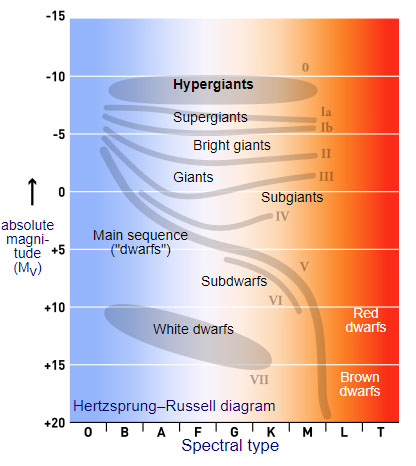 -15
-10
-5
0
+5
+10
+15
+20
absolute
magni-
tude
(MV)
0
Hypergiants
Ia
Supergiants
Ib
Bright giants
II
Giants
III
Subgiants
IV
Main sequence
("dwarfs")
V
Subdwarfs
VI
Red
dwarfs
White dwarfs
VII
Brown
dwarfs
Hertzsprung–Russell diagram
O B A F G K M L T
Spectral type